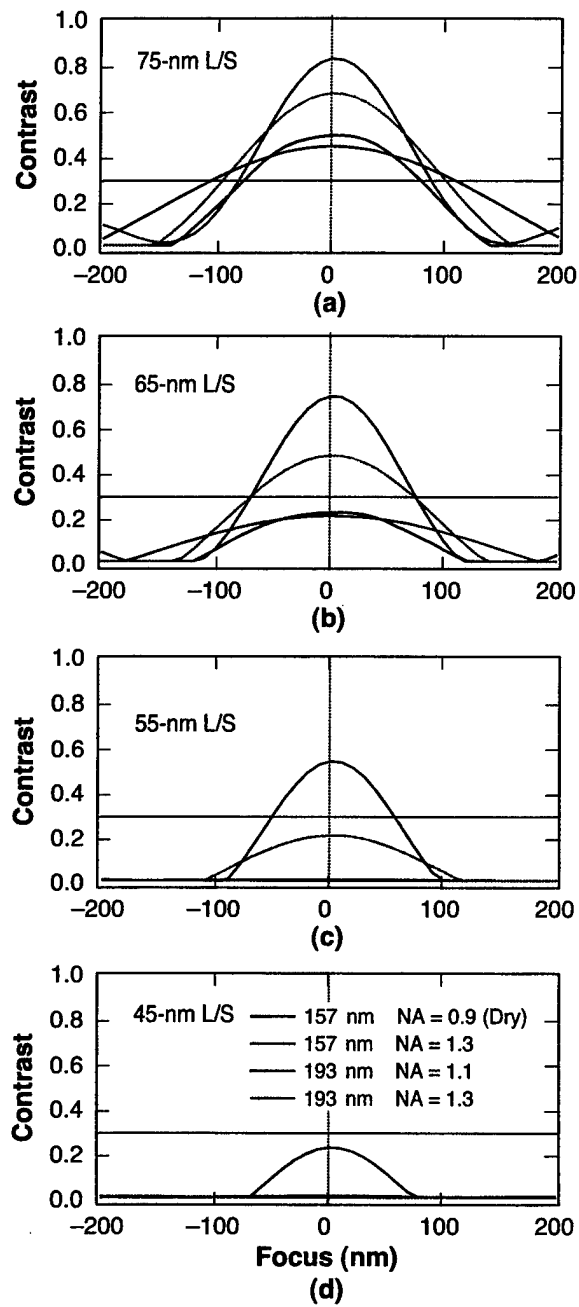 1.0
75-nm L/S
0.8
0.6
0.4
0.2
0.0
Contrast
−200 −100 0 100 200
(a)
1.0
65-nm L/S
0.8
0.6
0.4
0.2
0.0
Contrast
−200 −100 0 100 200
(b)
1.0
55-nm L/S
0.8
0.6
0.4
0.2
0.0
Contrast
−200 −100 0 100 200
(c)
1.0
45-nm L/S
0.8
0.6
0.4
0.2
0.0
Contrast
157 nm NA = 0.9 (Dry)
157 nm NA = 1.3
193 nm NA = 1.1
193 nm NA = 1.3
−200 −100 0 100 200
Focus (nm)
(d)